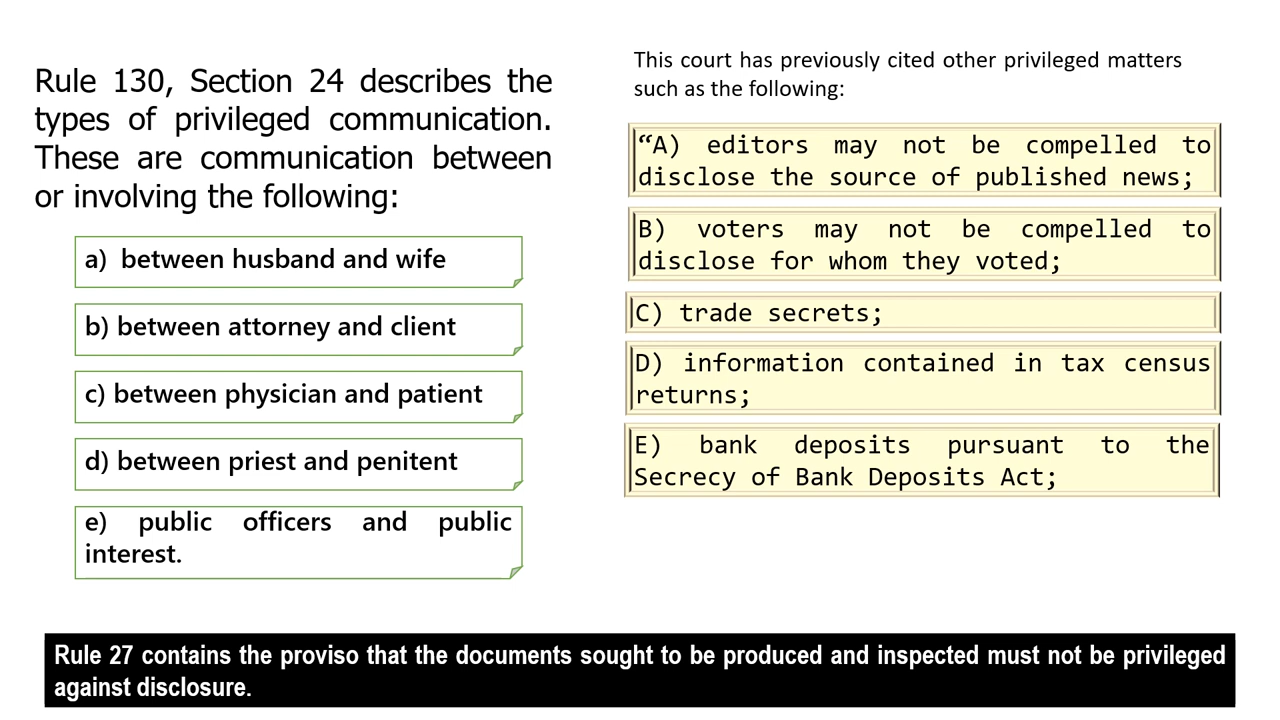 Rule 130, Section 24 describes the
types of privileged communication.
These are communication between
or involving the following:
a) between husband and wife
b) between attorney and client
c) between physician and patient
d) between priest and penitent
e) public officers and public
interest.
This court has previously cited other privileged matters
such as the following:
“A) editors may not be compelled to
disclose the source of published news;
B) voters may not be compelled to
disclose for whom they voted;
C) trade secrets;
D) information contained in tax census
returns;
E) bank deposits pursuant to the
Secrecy of Bank Deposits Act;
Rule 27 contains the proviso that the documents sought to be produced and inspected must not be privileged
against disclosure.